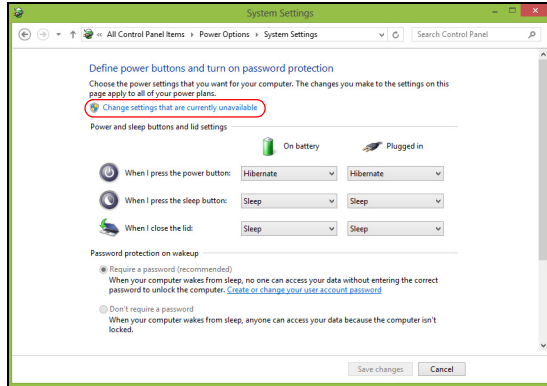 System Settings
« All Control Panel Items › Power Options › System Settings
Search Control Panel
Define power buttons and turn on password protection
Choose the power settings that you want for your computer. The changes you make to the settings on this
page apply to all of your power plans.
Change settings that are currently unavailable
Power and sleep buttons and lid settings
On battery Plugged in
When I press the power button: Hibernate Hibernate
When I press the sleep button: Sleep Sleep
When I close the lid: Sleep Sleep
Password protection on wakeup
Require a password (recommended)
When your computer wakes from sleep, no one can access your data without entering the correct
password to unlock the computer. Create or change your user account password
Don't require a password
When your computer wakes from sleep, anyone can access your data because the computer isn't
locked.
Save changes Cancel